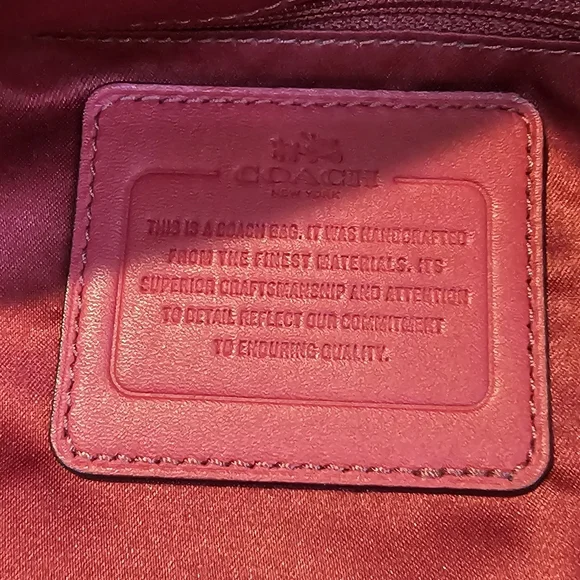 COACH
NEW YORK
THIS IS A COACH BAG. IT WAS HANDCRAFTED
FROM THE FINEST MATERIALS. ITS
SUPERIOR CRAFTSMANSHIP AND ATTENTION
TO DETAIL REFLECT OUR COMMITMENT
TO ENDURING QUALITY.